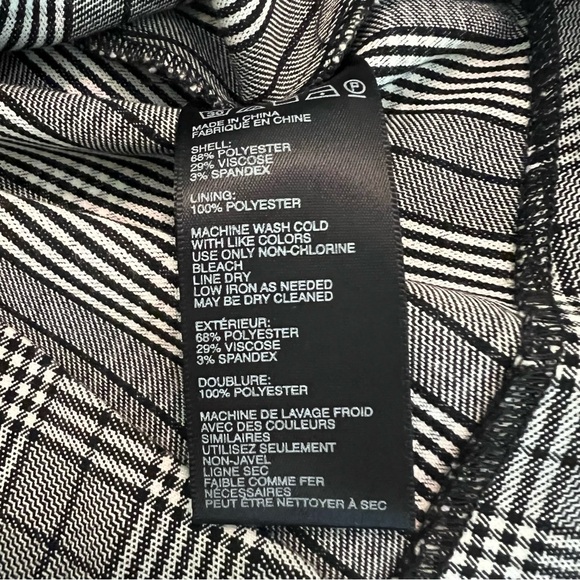 30
P
MADE IN CHINA
FABRIQUÉ EN CHINE
SHELL:
68% POLYESTER
29% VISCOSE
3% SPANDEX
LINING:
100% POLYESTER
MACHINE WASH COLD
WITH LIKE COLORS
USE ONLY NON-CHLORINE
BLEACH
LINE DRY
LOW IRON AS NEEDED
MAY BE DRY CLEANED
EXTÉRIEUR:
68% POLYESTER
29% VISCOSE
3% SPANDEX
DOUBLURE:
100% POLYESTER
MACHINE DE LAVAGE FROID
AVEC DES COULEURS
SIMILAIRES
UTILISEZ SEULEMENT
NON-JAVEL
LIGNE SEC
FAIBLE COMME FER
NÉCESSAIRES
PEUT ÊTRE NETTOYER À SEC